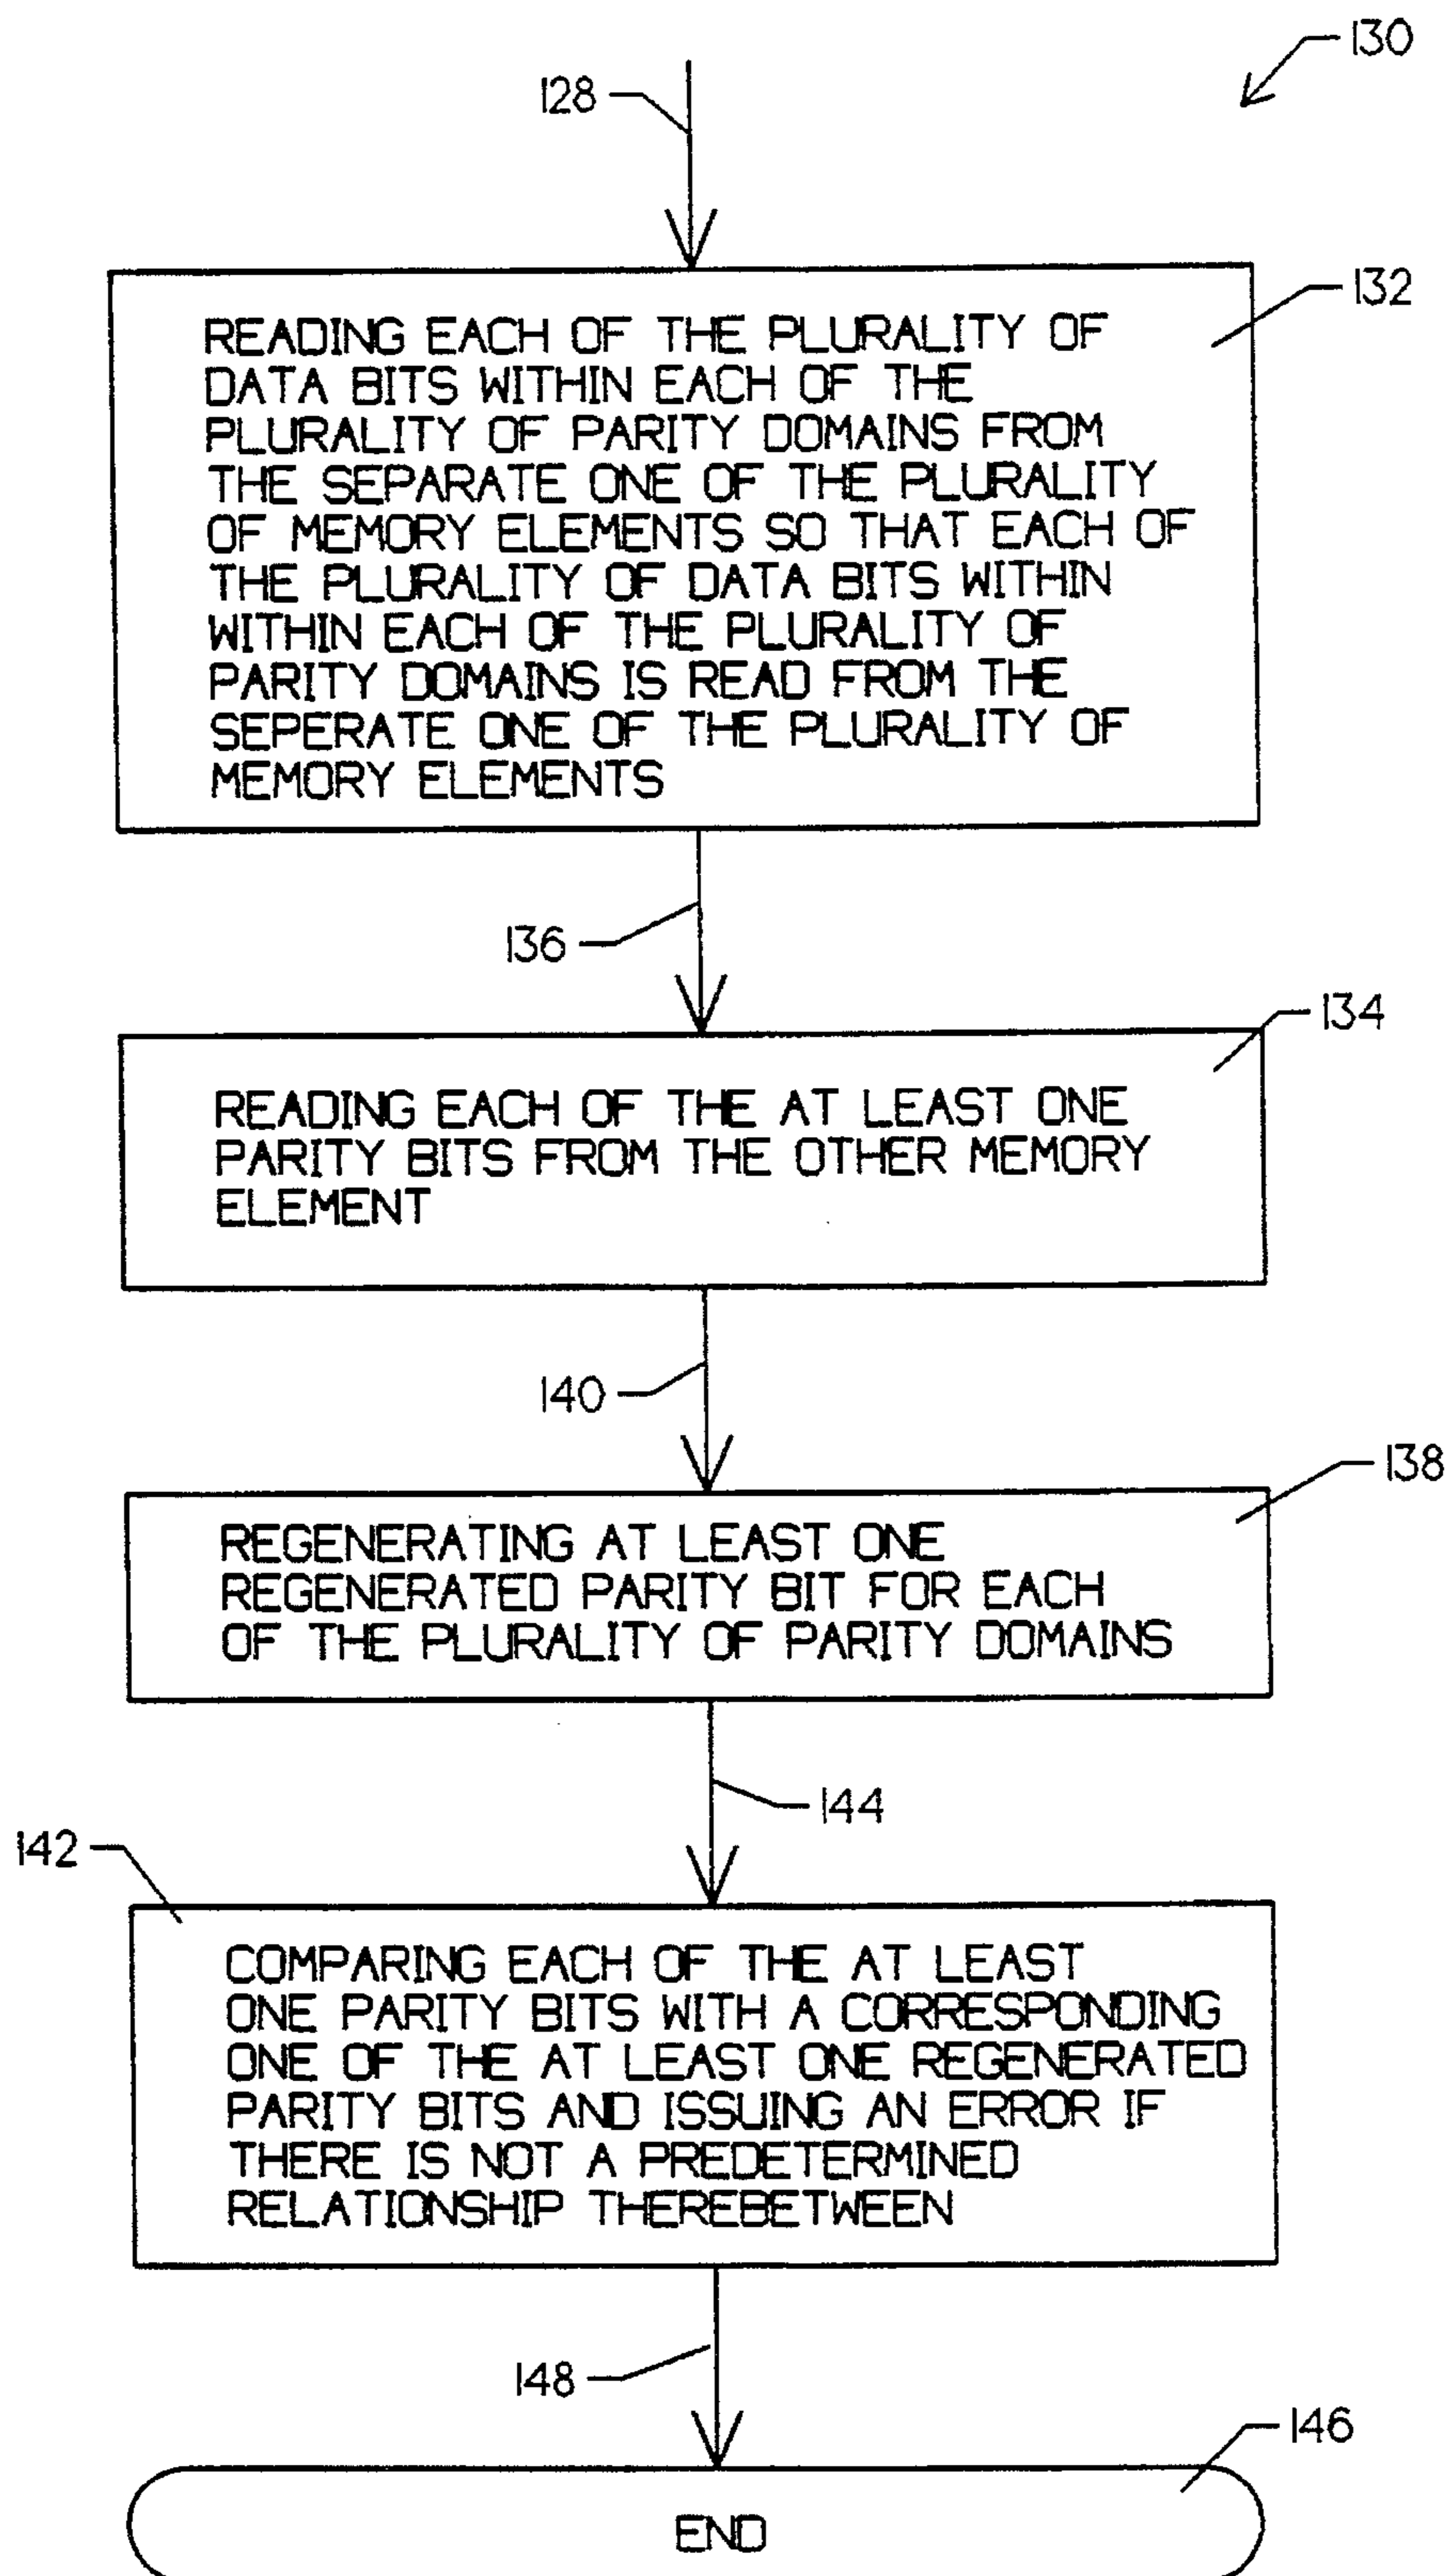 130
128
132
READING EACH OF THE PLURALITY OF
DATA BITS WITHIN EACH OF THE
PLURALITY OF PARITY DOMAINS FROM
THE SEPARATE ONE OF THE PLURALITY
OF MEMORY ELEMENTS SO THAT EACH OF
THE PLURALITY OF DATA BITS WITHIN
WITHIN EACH OF THE PLURALITY OF
PARITY DOMAINS IS READ FROM THE
SEPERATE ONE OF THE PLURALITY OF
MEMORY ELEMENTS
136
134
READING EACH OF THE AT LEAST ONE
PARITY BITS FROM THE OTHER MEMORY
ELEMENT
140
138
REGENERATING AT LEAST ONE
REGENERATED PARITY BIT FOR EACH
OF THE PLURALITY OF PARITY DOMAINS
144
142
COMPARING EACH OF THE AT LEAST
ONE PARITY BITS WITH A CORRESPONDING
ONE OF THE AT LEAST ONE REGENERATED
PARITY BITS AND ISSUING AN ERROR IF
THERE IS NOT A PREDETERMINED
RELATIONSHIP THEREBETWEEN
148
146
END